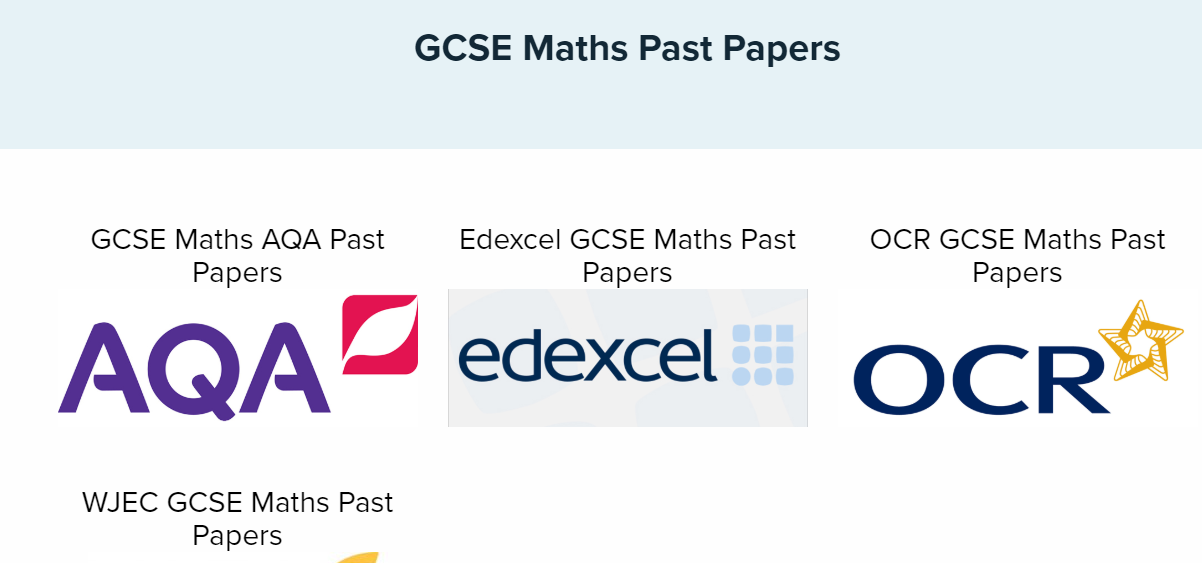 GCSE Maths Past Papers
GCSE Maths AQA Past
Papers
AQA
Edexcel GCSE Maths Past
Papers
edexcel
OCR GCSE Maths Past
Papers
OCR
WJEC GCSE Maths Past
Papers